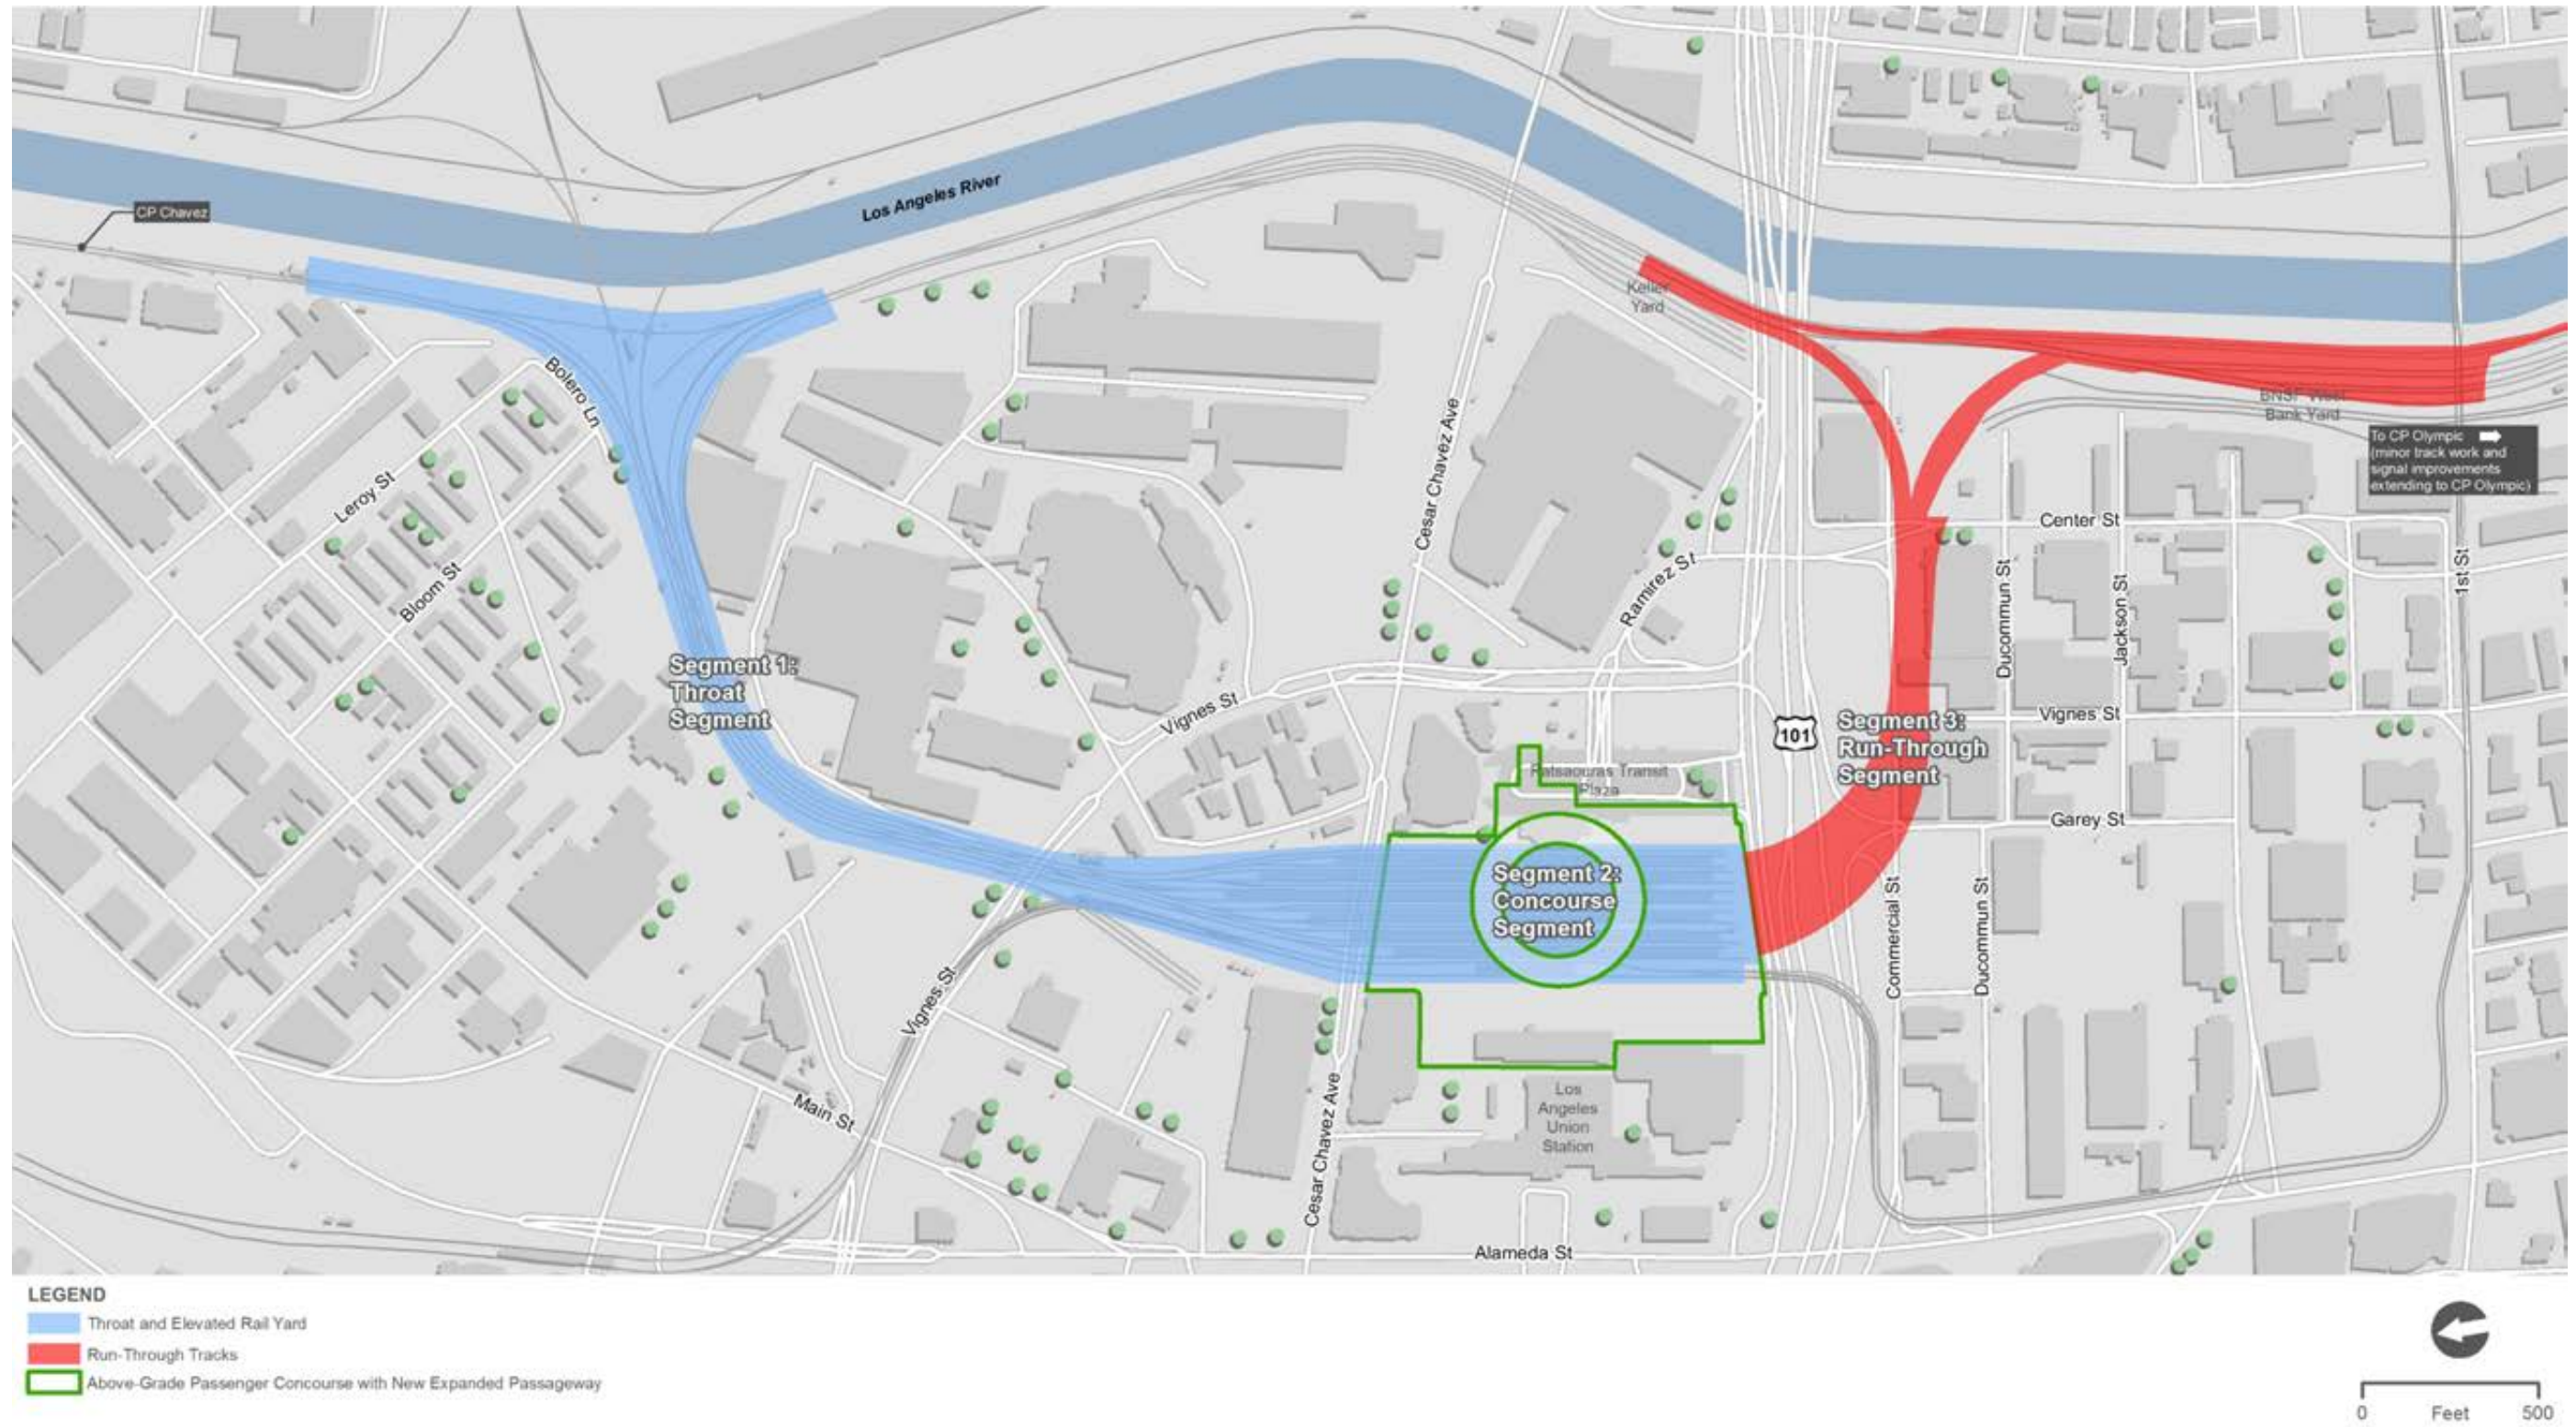 CP Chavez
Los Angeles River
Keller
Yard
Bolero Ln
Leroy St
Bloom St
Cesar Chavez Ave
BNSF West
Bank Yard
To CP Olympic
(minor track work and
signal improvements
extending to CP Olympic)
Center St
Ramirez St
Ducommun St
Jackson St
1st St
Segment 1:
Throat
Segment
Vignes St
101
Segment 3:
Run-Through
Segment
Vignes St
Patsaouras Transit
Plaza
Garey St
Segment 2:
Concourse
Segment
Commercial St
Ducommun St
Vignes St
Main St
Cesar Chavez Ave
Los
Angeles
Union
Station
Alameda St
LEGEND
Throat and Elevated Rail Yard
Run-Through Tracks
Above-Grade Passenger Concourse with New Expanded Passageway
0 Feet 500